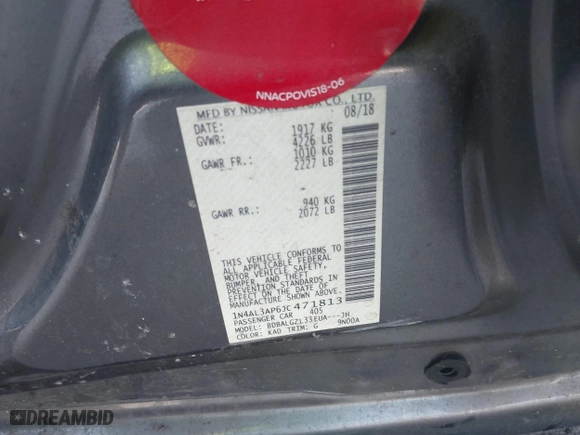 NNACPOVIS18-06
MFD BY NISSAN MOTOR CO., LTD.
DATE: 08/18
GVWR: 1917 KG
4226 LB
GAWR FR.: 1010 KG
2227 LB
GAWR RR.: 940 KG
2072 LB
THIS VEHICLE CONFORMS TO
ALL APPLICABLE FEDERAL
MOTOR VEHICLE SAFETY,
BUMPER, AND THEFT
PREVENTION STANDARDS IN
EFFECT ON THE DATE OF
MANUFACTURE SHOWN ABOVE.
1N4AL3AP6JC471813
PASSENGER CAR 405
MODEL: BDBALGZL33EUA---JH
COLOR: KAD TRIM: G 9N00A
DREAMBID